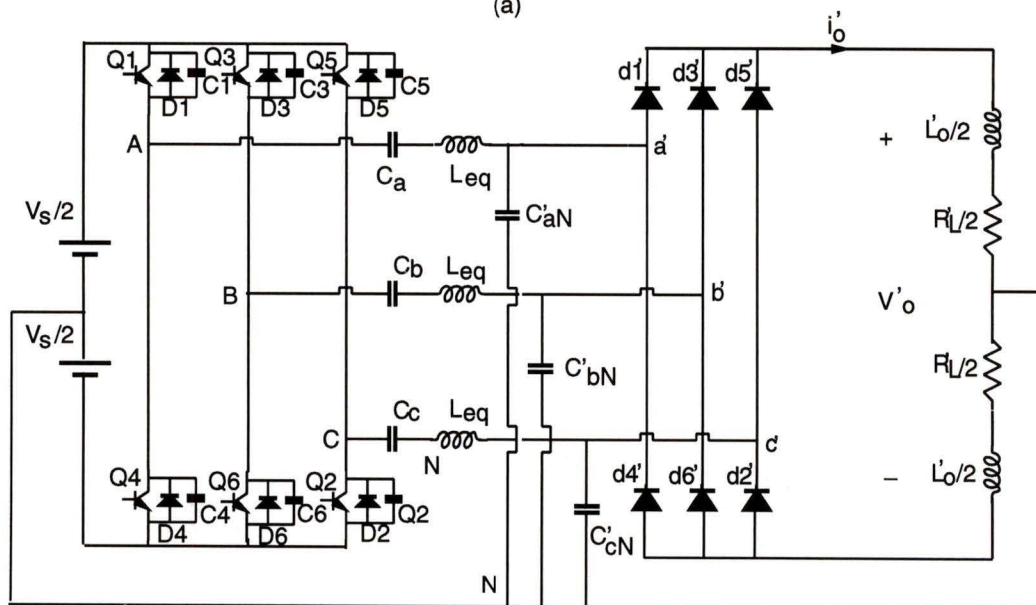 (a)
i'o
Q1 Q3 Q5 d1' d3' d5'
C1 C3 C5
D1 D3 D5
L'o/2
+
A a'
Ca Leq
Vs/2 C'aN R'L/2
Cb Leq
B b' V'o
Vs/2
C'bN R'L/2
Cc Leq
C c'
N
Q4 Q6 Q2 d4' d6' d2' – L'o/2
C4 C6 Q2
D4 D6 D2 C'cN
N